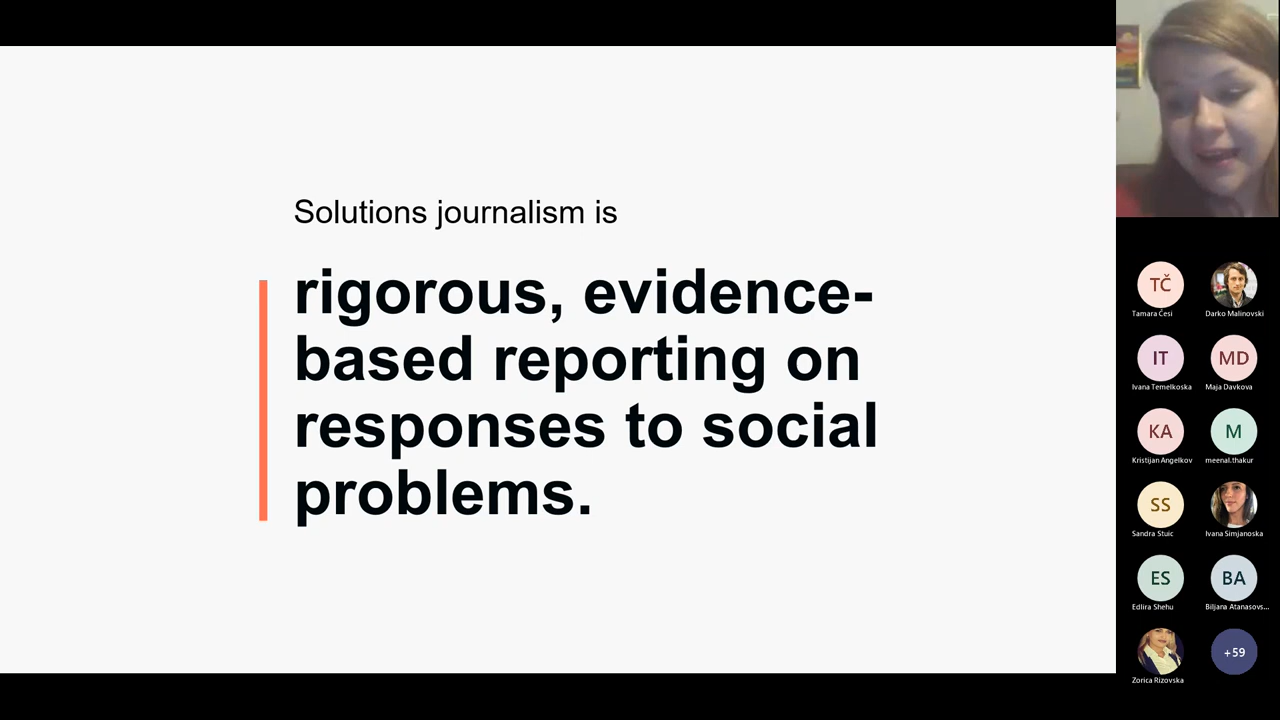 Solutions journalism is
rigorous, evidence-
based reporting on
responses to social
problems.
TČ
Tamara Česi
Darko Malinovski
IT
Ivana Temelkoska
MD
Maja Davkova
KA
Kristijan Angelkov
M
meenal.thakur
SS
Sandra Stuic
Ivana Simjanoska
ES
Edlira Shehu
BA
Biljana Atanasovs...
Zorica Rizovska
+59